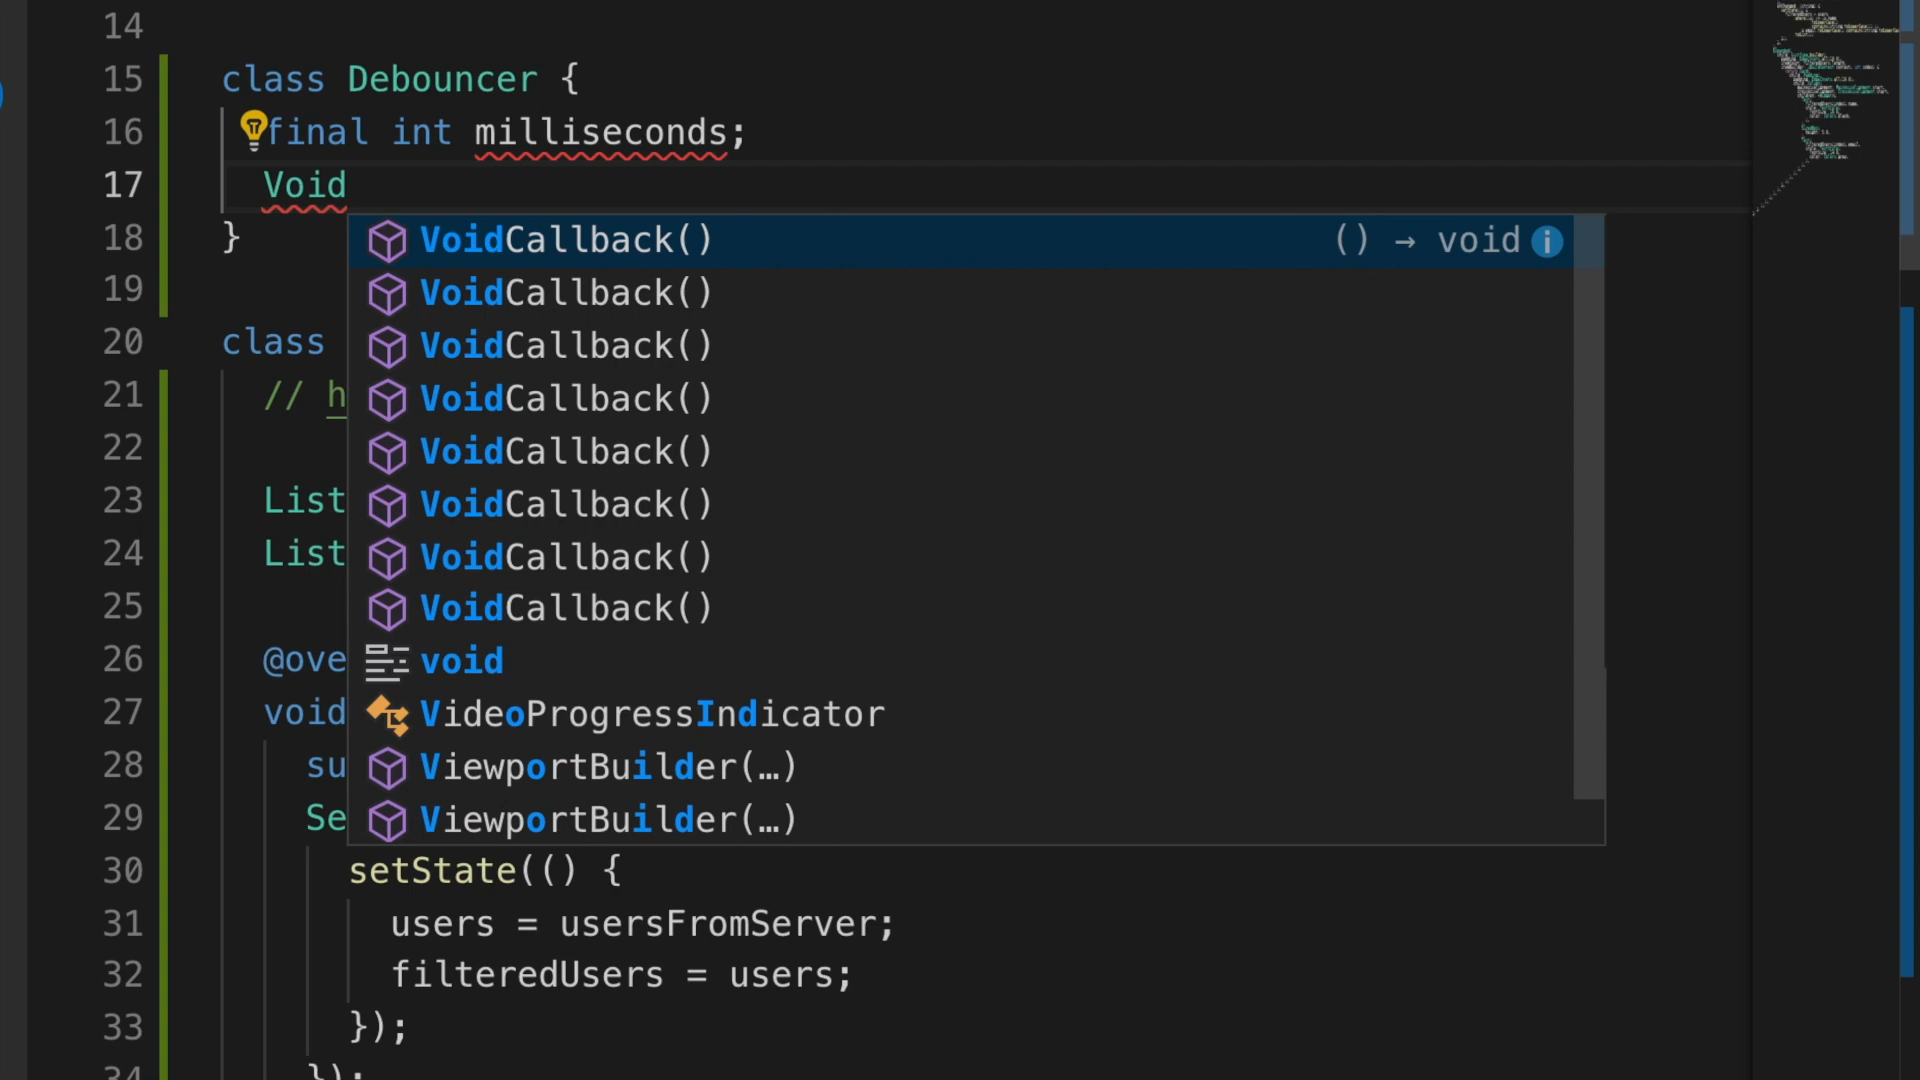 14
15 class Debouncer {
16 final int milliseconds;
17 Void
18 }
VoidCallback() () → void
19 VoidCallback()
20 class VoidCallback()
21 // h VoidCallback()
22 VoidCallback()
23 List VoidCallback()
24 List VoidCallback()
25 VoidCallback()
26 @ove void
27 void VideoProgressIndicator
28 su ViewportBuilder(…)
29 Se ViewportBuilder(…)
30 setState(() {
31 users = usersFromServer;
32 filteredUsers = users;
33 });
34 });